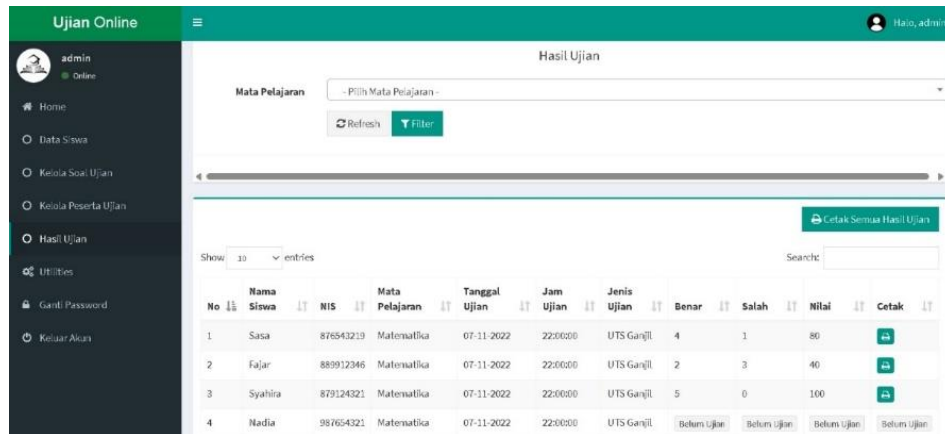 Ujian Online
Halo, admin
admin
Online
Home
Data Siswa
Kelola Soal Ujian
Kelola Peserta Ujian
Hasil Ujian
Utilities
Ganti Password
Keluar Akun
Hasil Ujian
Mata Pelajaran
- Pilih Mata Pelajaran -
Refresh Filter
Cetak Semua Hasil Ujian
Show 10 entries Search:
No Nama Siswa NIS Mata Pelajaran Tanggal Ujian Jam Ujian Jenis Ujian Benar Salah Nilai Cetak
1 Sasa 876543219 Matematika 07-11-2022 22:00:00 UTS Ganjil 4 1 80
2 Fajar 889912346 Matematika 07-11-2022 22:00:00 UTS Ganjil 2 3 40
3 Syahira 879124321 Matematika 07-11-2022 22:00:00 UTS Ganjil 5 0 100
4 Nadia 987654321 Matematika 07-11-2022 22:00:00 UTS Ganjil Belum Ujian Belum Ujian Belum Ujian Belum Ujian